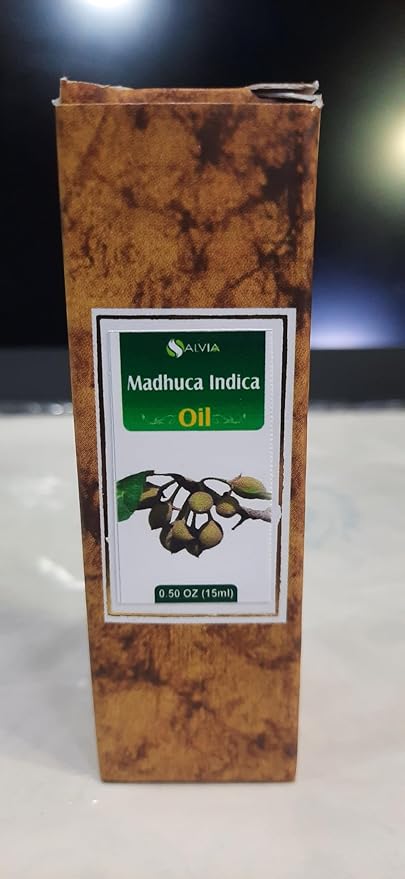 SALVIA
Madhuca Indica
Oil
0.50 OZ (15ml)